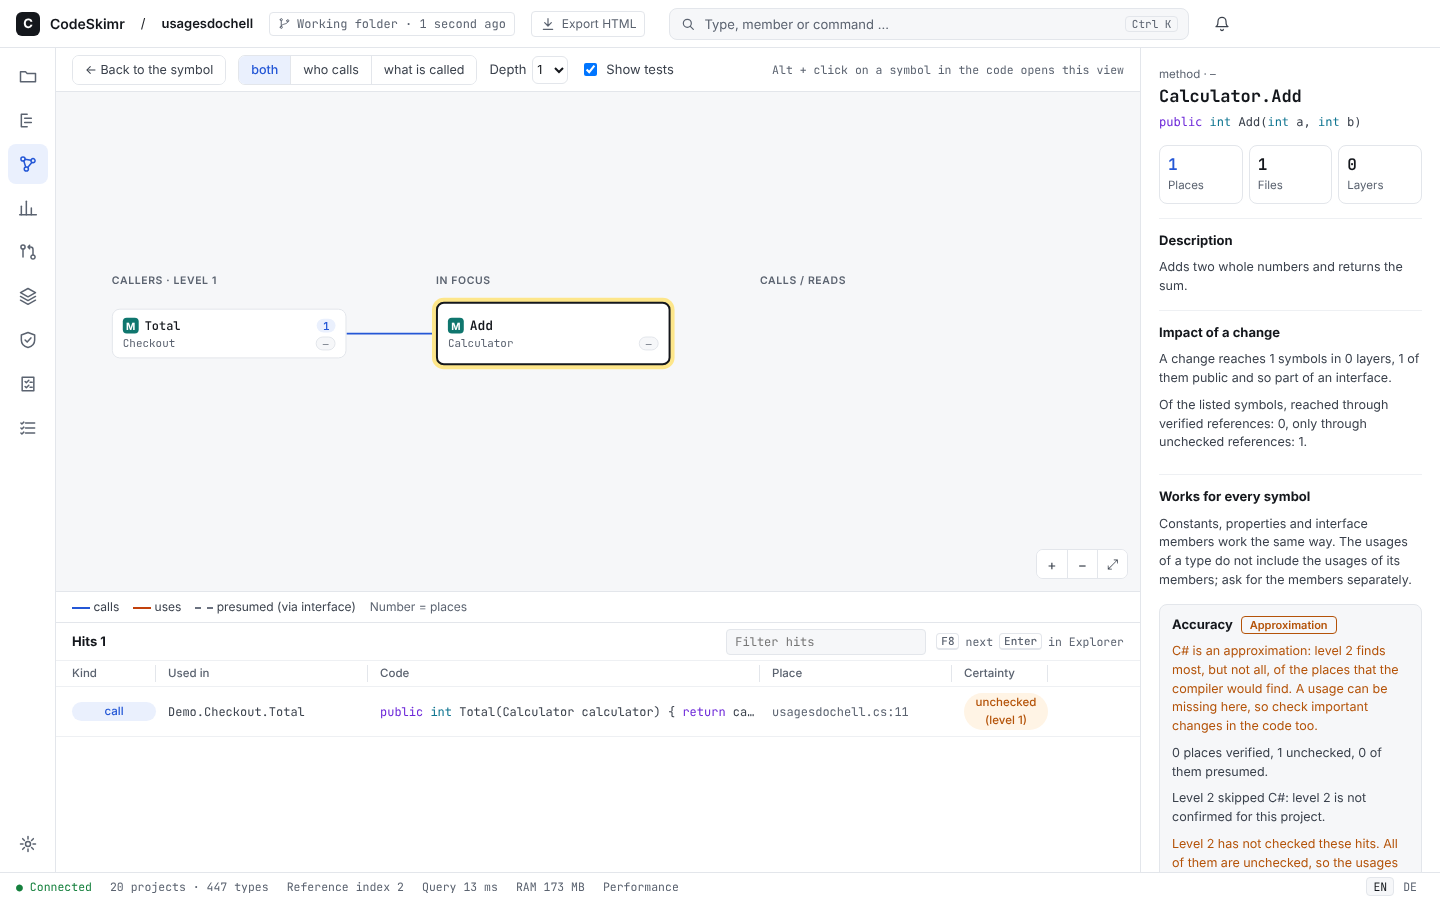 C CodeSkimr / usagesdochell Working folder · 1 second ago Export HTML Type, member or command ... Ctrl K
← Back to the symbol both who calls what is called Depth 1 Show tests Alt + click on a symbol in the code opens this view
CALLERS · LEVEL 1 IN FOCUS CALLS / READS
M Total 1
Checkout –
M Add
Calculator –
+ −
calls uses presumed (via interface) Number = places
Hits 1 Filter hits F8 next Enter in Explorer
Kind Used in Code Place Certainty
call Demo.Checkout.Total public int Total(Calculator calculator) { return ca… usagesdochell.cs:11 unchecked
(level 1)
method · –
Calculator.Add
public int Add(int a, int b)
1 1 0
Places Files Layers
Description
Adds two whole numbers and returns the
sum.
Impact of a change
A change reaches 1 symbols in 0 layers, 1 of
them public and so part of an interface.
Of the listed symbols, reached through
verified references: 0, only through
unchecked references: 1.
Works for every symbol
Constants, properties and interface
members work the same way. The usages
of a type do not include the usages of its
members; ask for the members separately.
Accuracy Approximation
C# is an approximation: level 2 finds
most, but not all, of the places that the
compiler would find. A usage can be
missing here, so check important
changes in the code too.
0 places verified, 1 unchecked, 0 of
them presumed.
Level 2 skipped C#: level 2 is not
confirmed for this project.
Level 2 has not checked these hits. All
of them are unchecked, so the usages
Connected 20 projects · 447 types Reference index 2 Query 13 ms RAM 173 MB Performance EN DE